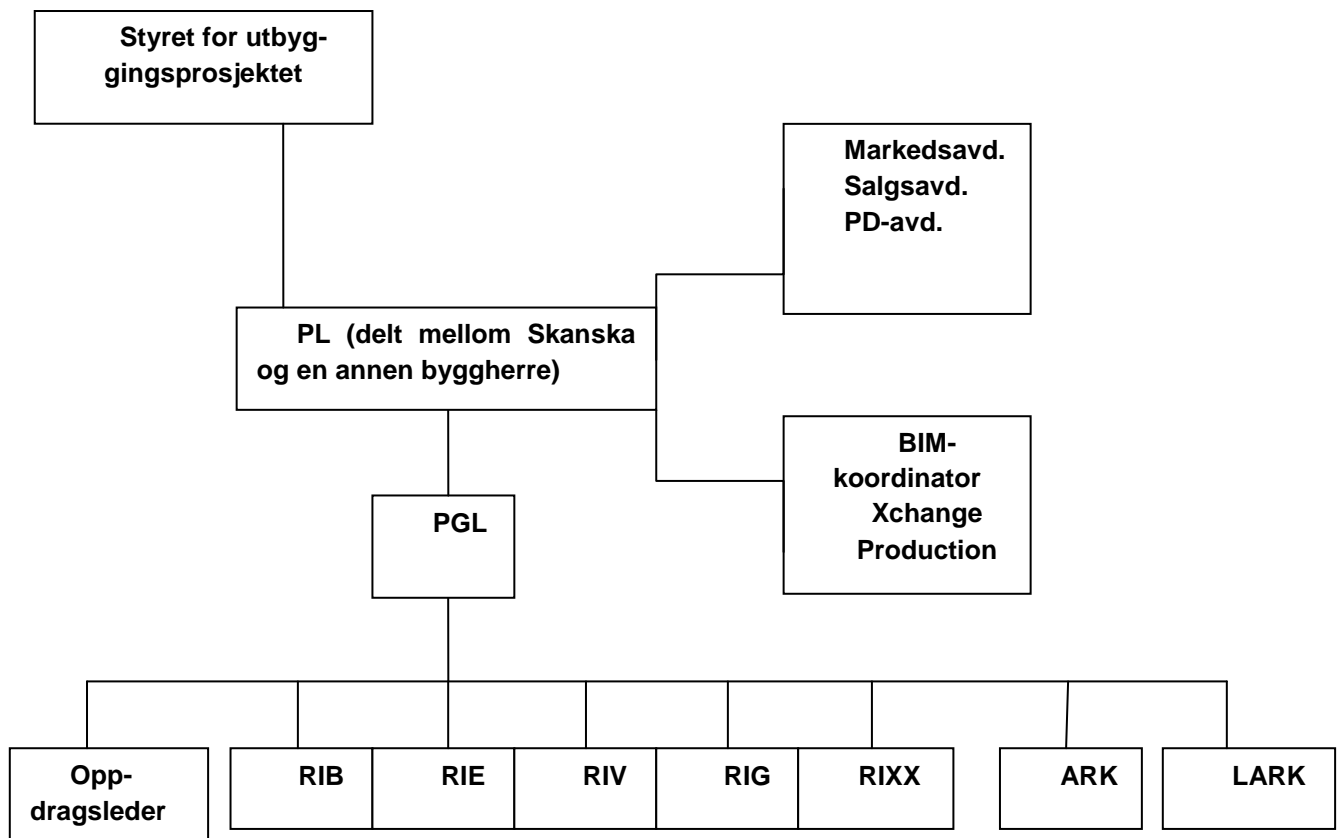 Styret for utbyg-
gingsprosjektet
Markedsavd.
Salgsavd.
PD-avd.
PL (delt mellom Skanska
og en annen byggherre)
BIM-
koordinator
Xchange
Production
PGL
Opp-
dragsleder
RIB
RIE
RIV
RIG
RIXX
ARK
LARK